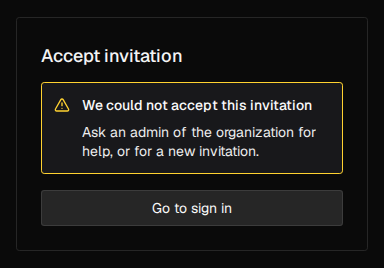 Accept invitation
We could not accept this invitation
Ask an admin of the organization for
help, or for a new invitation.
Go to sign in